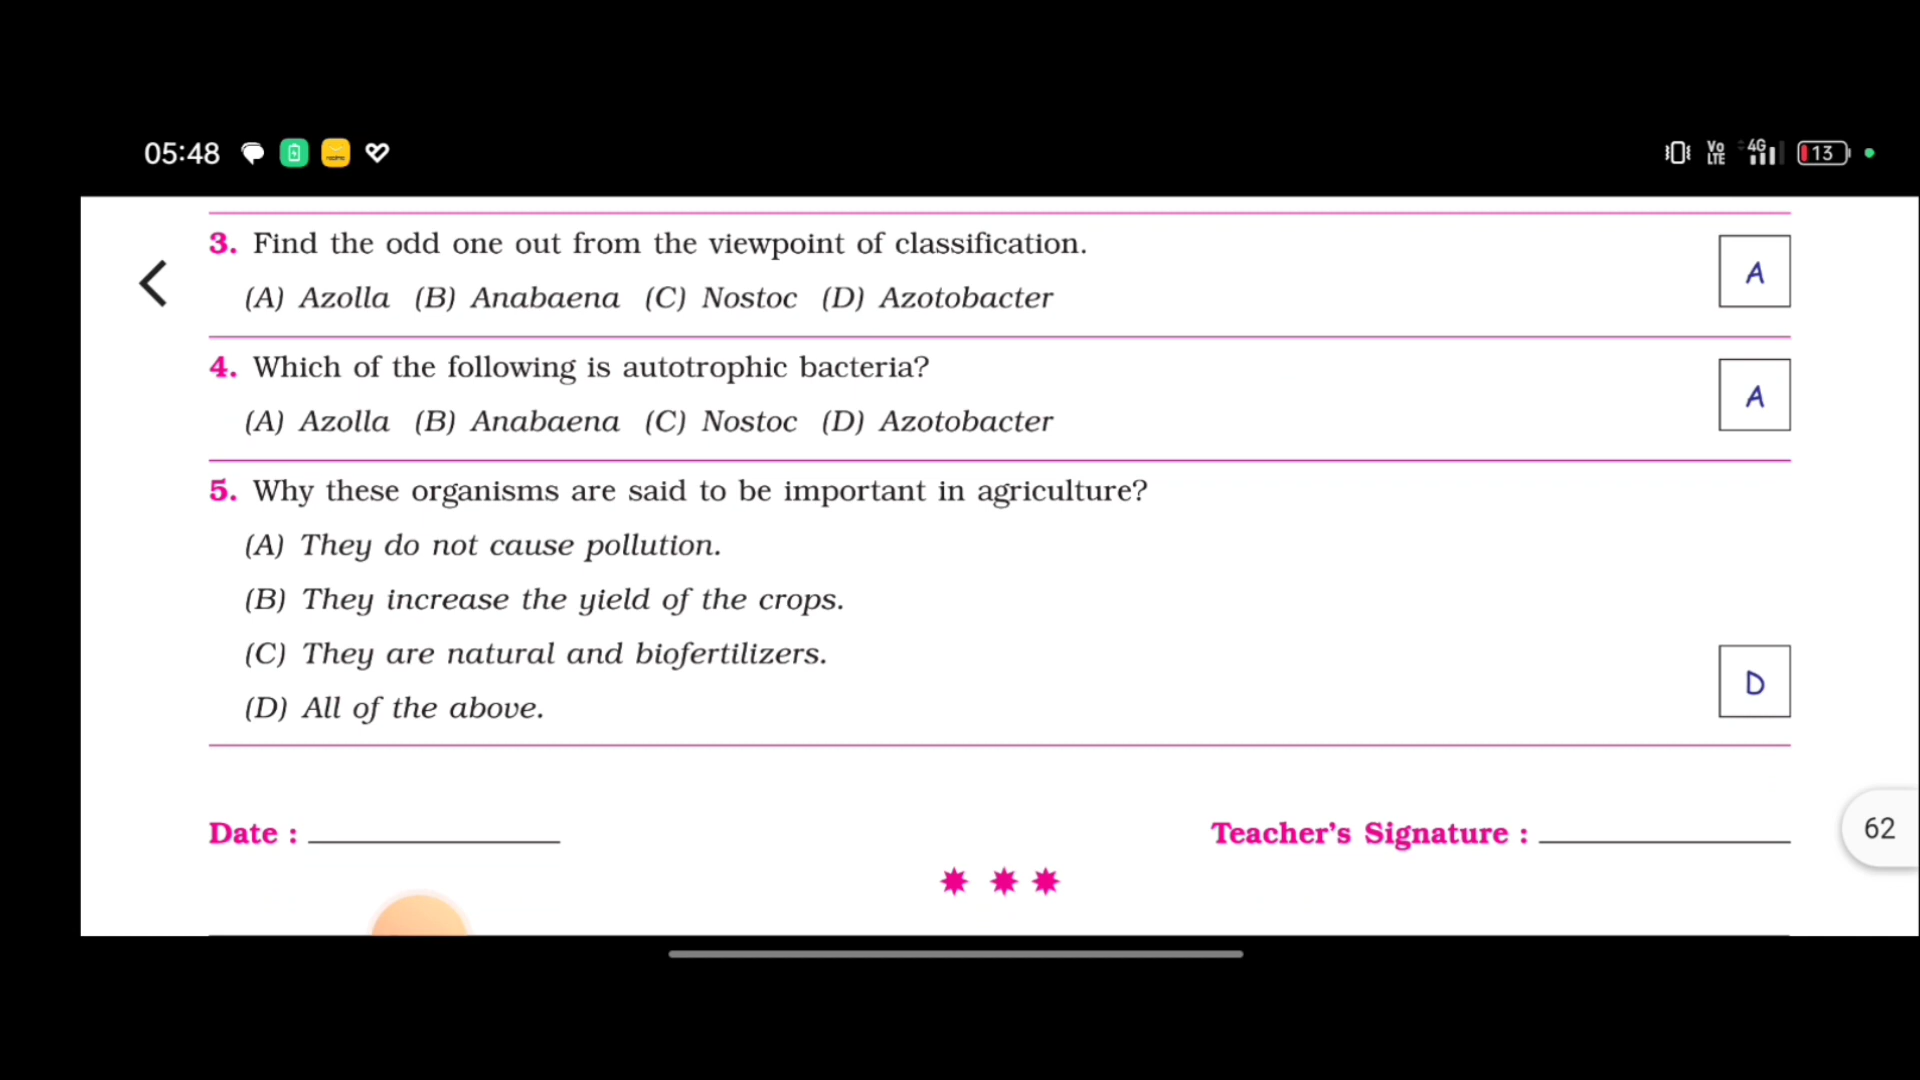 05:48 Vo LTE 4G 13
3. Find the odd one out from the viewpoint of classification.
(A) Azolla (B) Anabaena (C) Nostoc (D) Azotobacter
A
4. Which of the following is autotrophic bacteria?
(A) Azolla (B) Anabaena (C) Nostoc (D) Azotobacter
A
5. Why these organisms are said to be important in agriculture?
(A) They do not cause pollution.
(B) They increase the yield of the crops.
(C) They are natural and biofertilizers.
(D) All of the above.
D
Date : Teacher's Signature :
62